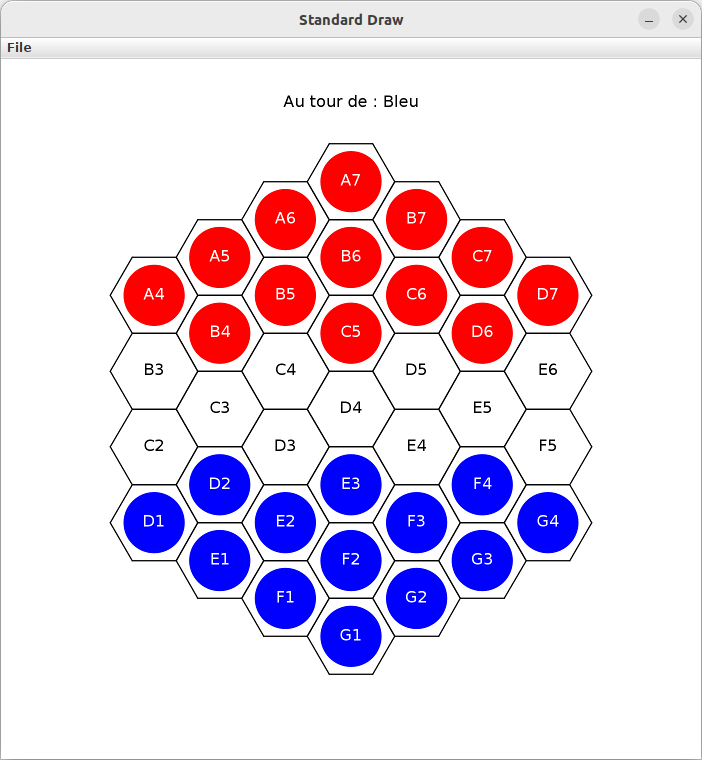 Standard Draw
File
Au tour de : Bleu
A7
A6 B7
A5 B6 C7
A4 B5 C6 D7
B4 C5 D6
B3 C4 D5 E6
C3 D4 E5
C2 D3 E4 F5
D2 E3 F4
D1 E2 F3 G4
E1 F2 G3
F1 G2
G1